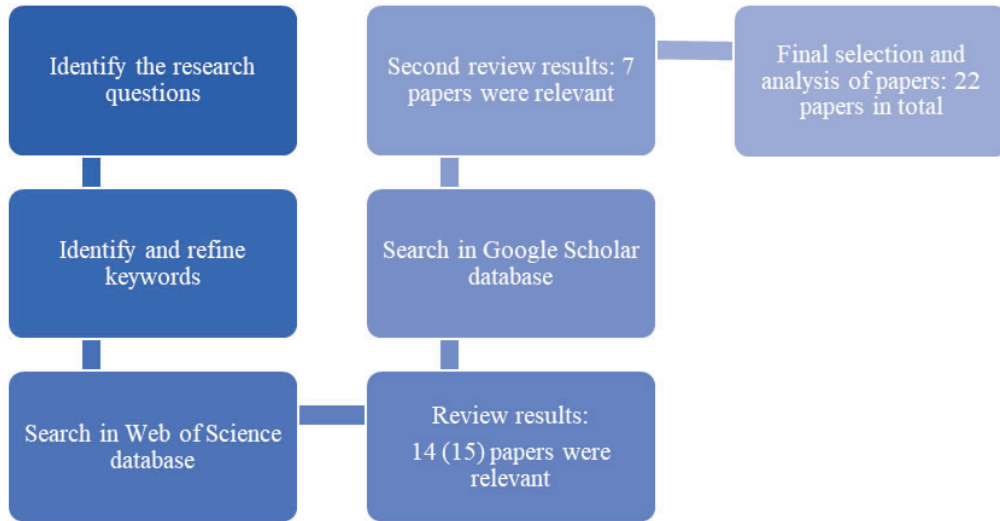 Identify the research
questions
Identify and refine
keywords
Search in Web of Science
database
Review results:
14 (15) papers were
relevant
Search in Google Scholar
database
Second review results: 7
papers were relevant
Final selection and
analysis of papers: 22
papers in total